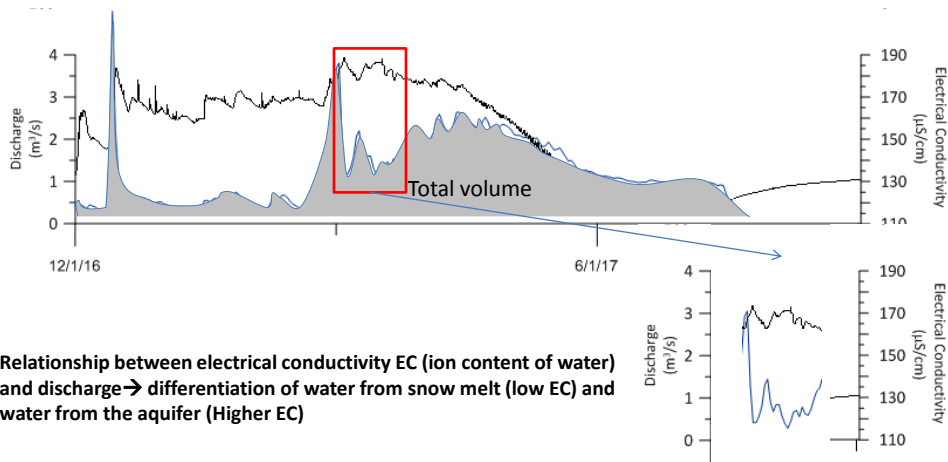 4
3
2
1
0
Discharge
(m³/s)
190
170
150
130
110
Electrical Conductivity
(µS/cm)
Total volume
12/1/16
6/1/17
4
3
2
1
0
Discharge
(m³/s)
190
170
150
130
110
Electrical Conductivity
(µS/cm)
Relationship between electrical conductivity EC (ion content of water)
and discharge→ differentiation of water from snow melt (low EC) and
water from the aquifer (Higher EC)